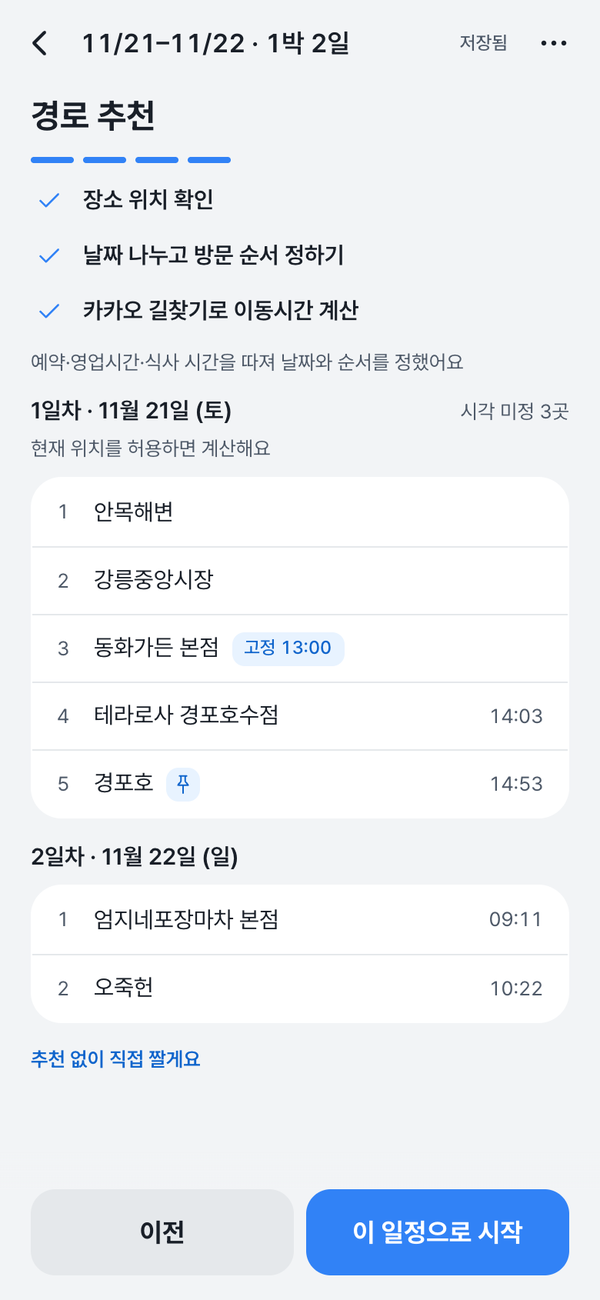 11/21–11/22 · 1박 2일 저장됨
경로 추천
장소 위치 확인
날짜 나누고 방문 순서 정하기
카카오 길찾기로 이동시간 계산
예약·영업시간·식사 시간을 따져 날짜와 순서를 정했어요
1일차 · 11월 21일 (토) 시각 미정 3곳
현재 위치를 허용하면 계산해요
1 안목해변
2 강릉중앙시장
3 동화가든 본점 고정 13:00
4 테라로사 경포호수점 14:03
5 경포호 14:53
2일차 · 11월 22일 (일)
1 엄지네포장마차 본점 09:11
2 오죽헌 10:22
추천 없이 직접 짤게요
이전 이 일정으로 시작